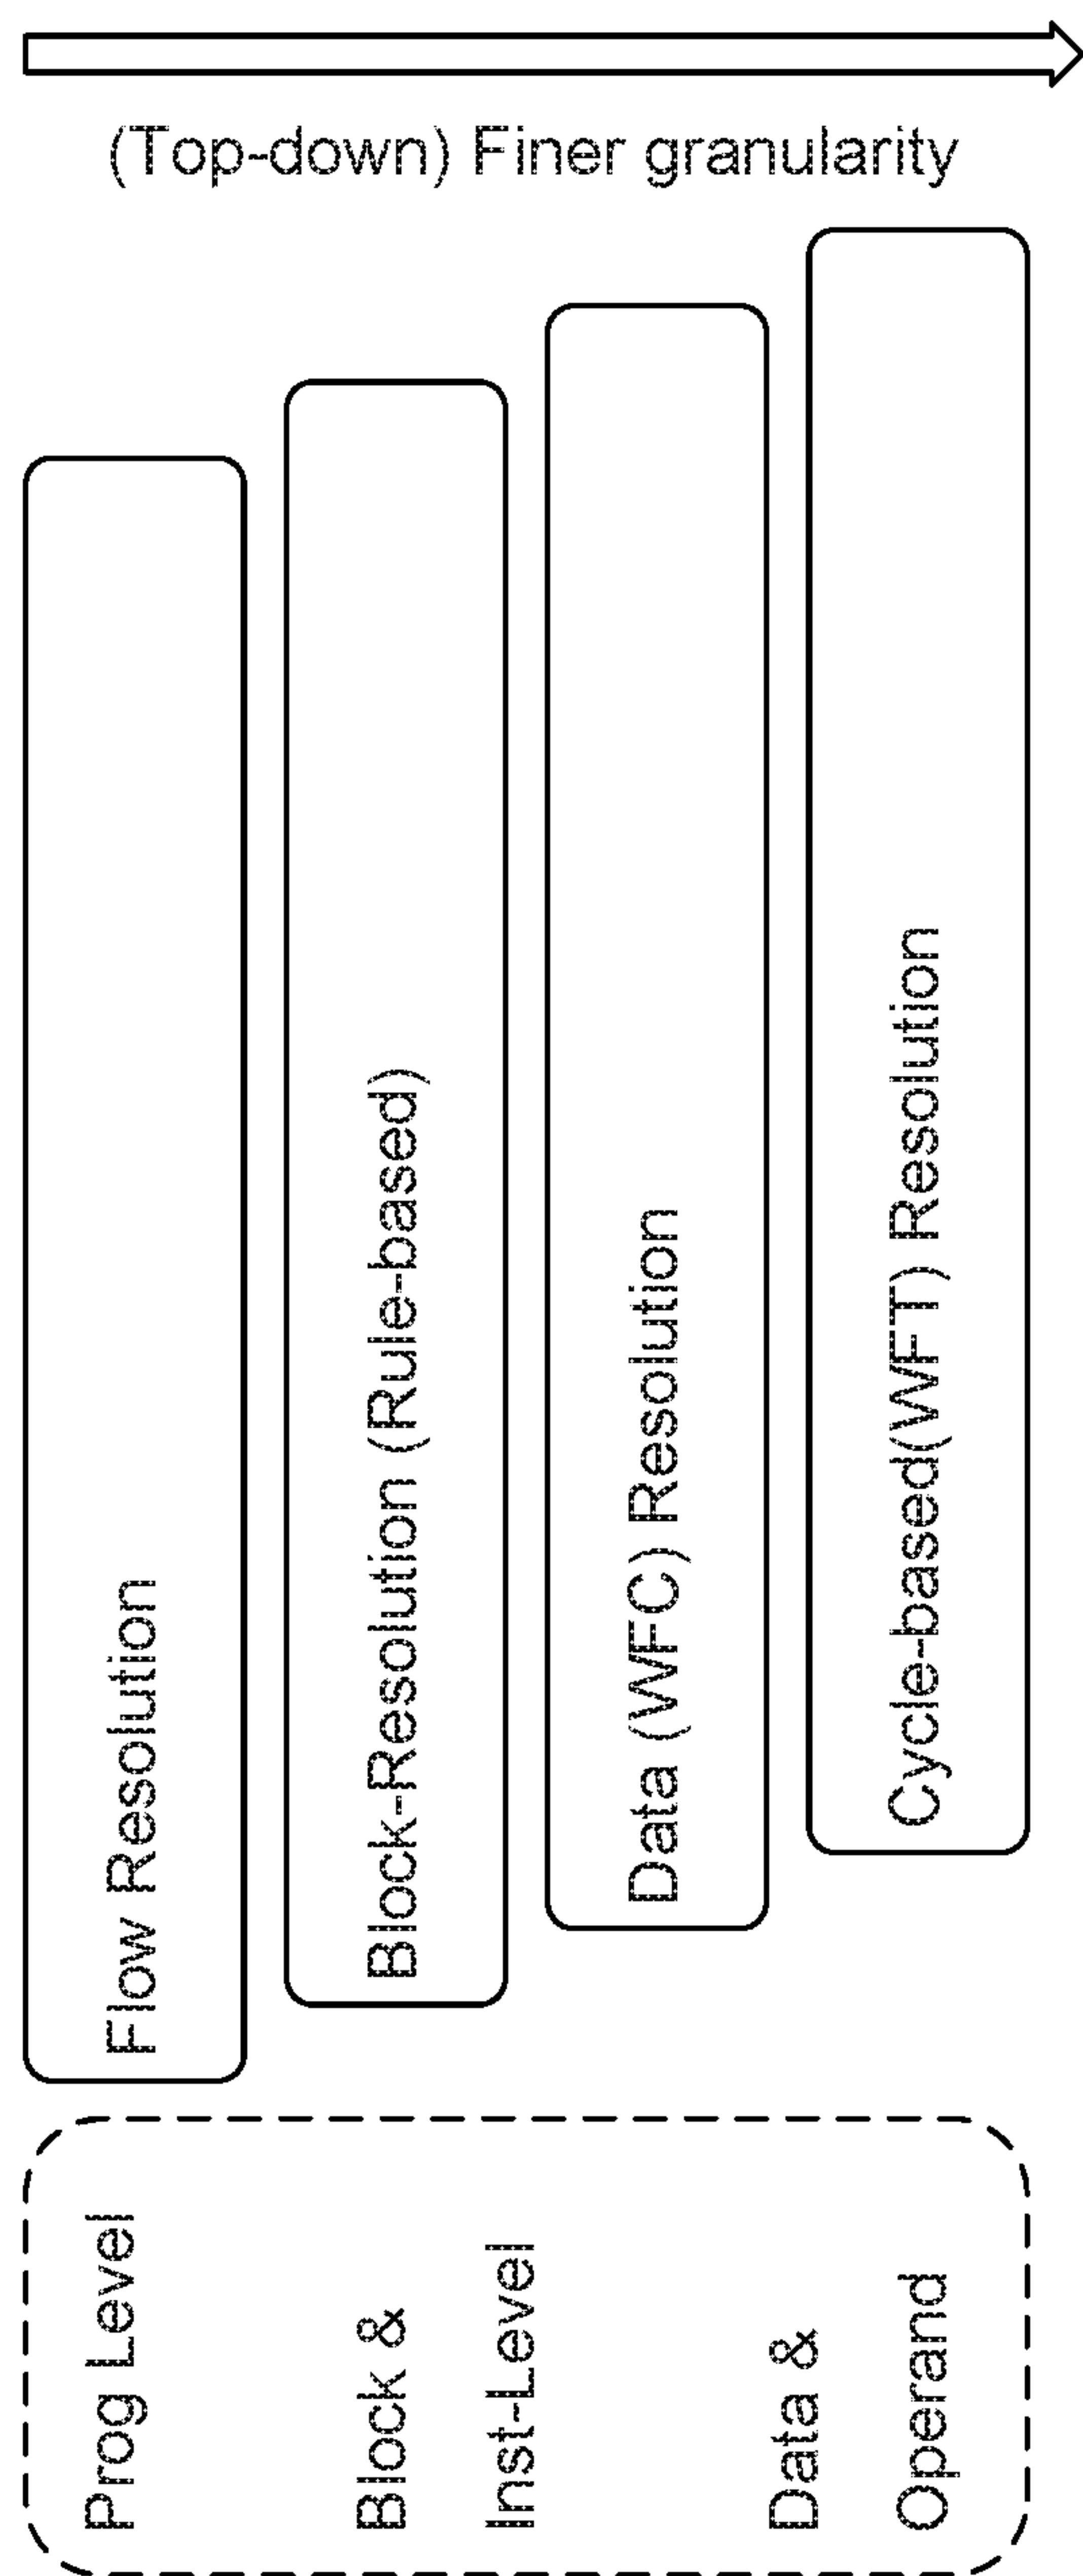 (Top-down) Finer granularity
Flow Resolution
Block-Resolution (Rule-based)
Data (WFC) Resolution
Cycle-based(WFT) Resolution
Prog Level
Block &
Inst-Level
Data &
Operand